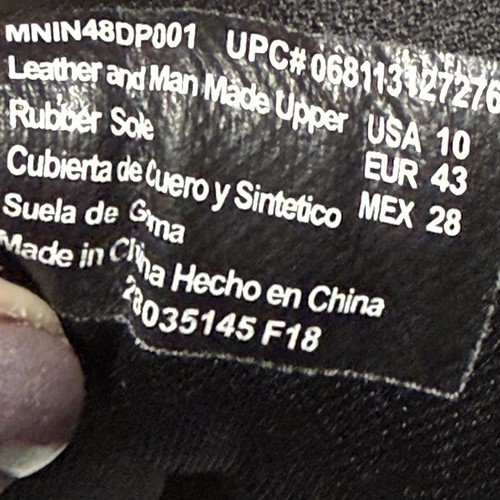 MNIN48DP001 UPC# 068113127276
Leather and Man Made Upper USA 10
Rubber Sole EUR 43
Cubierta de Cuero y Sintetico MEX 28
Suela de Goma
Made in China Hecho en China
28035145 F18